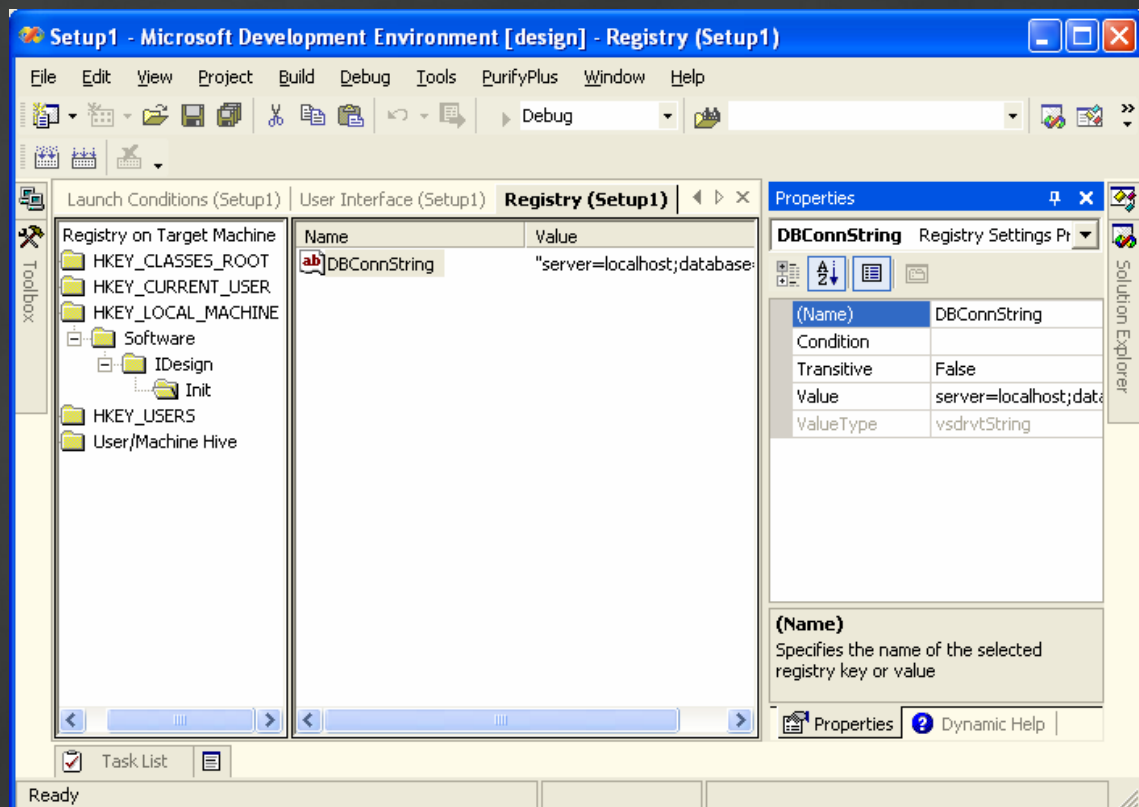 Setup1 - Microsoft Development Environment [design] - Registry (Setup1)
File Edit View Project Build Debug Tools PurifyPlus Window Help
Debug
Toolbox
Launch Conditions (Setup1) User Interface (Setup1) Registry (Setup1)
Registry on Target Machine
HKEY_CLASSES_ROOT
HKEY_CURRENT_USER
HKEY_LOCAL_MACHINE
Software
IDesign
Init
HKEY_USERS
User/Machine Hive
Name Value
ab DBConnString "server=localhost;database=
Properties
DBConnString Registry Settings Pr
(Name) DBConnString
Condition
Transitive False
Value server=localhost;data
ValueType vsdrvtString
(Name)
Specifies the name of the selected
registry key or value
Properties Dynamic Help
Solution Explorer
Task List
Ready